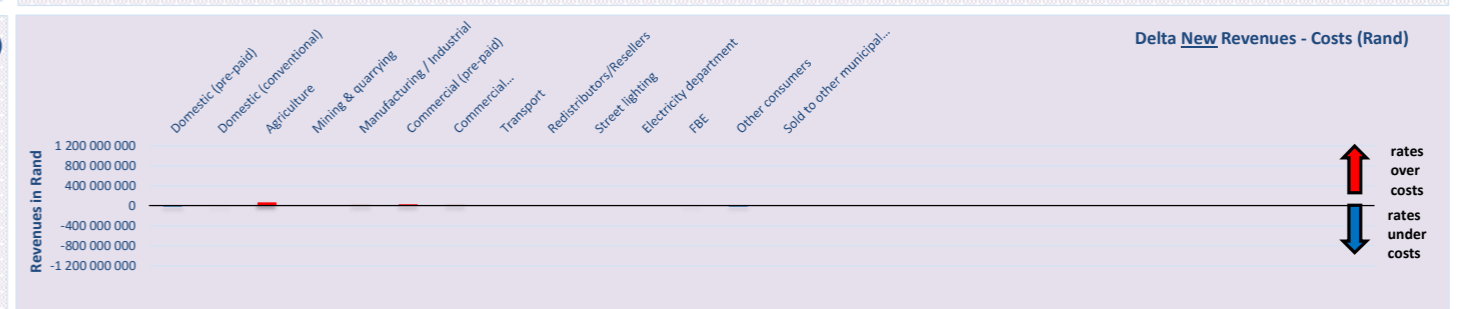 Delta New Revenues - Costs (Rand)
Domestic (pre-paid)
Domestic (conventional)
Agriculture
Mining & quarrying
Manufacturing / Industrial
Commercial (pre-paid)
Commercial...
Transport
Redistributors/Resellers
Street lighting
Electricity department
FBE
Other consumers
Sold to other municipal...
Revenues in Rand
1 200 000 000
800 000 000
400 000 000
0
-400 000 000
-800 000 000
-1 200 000 000
rates
over
costs
rates
under
costs